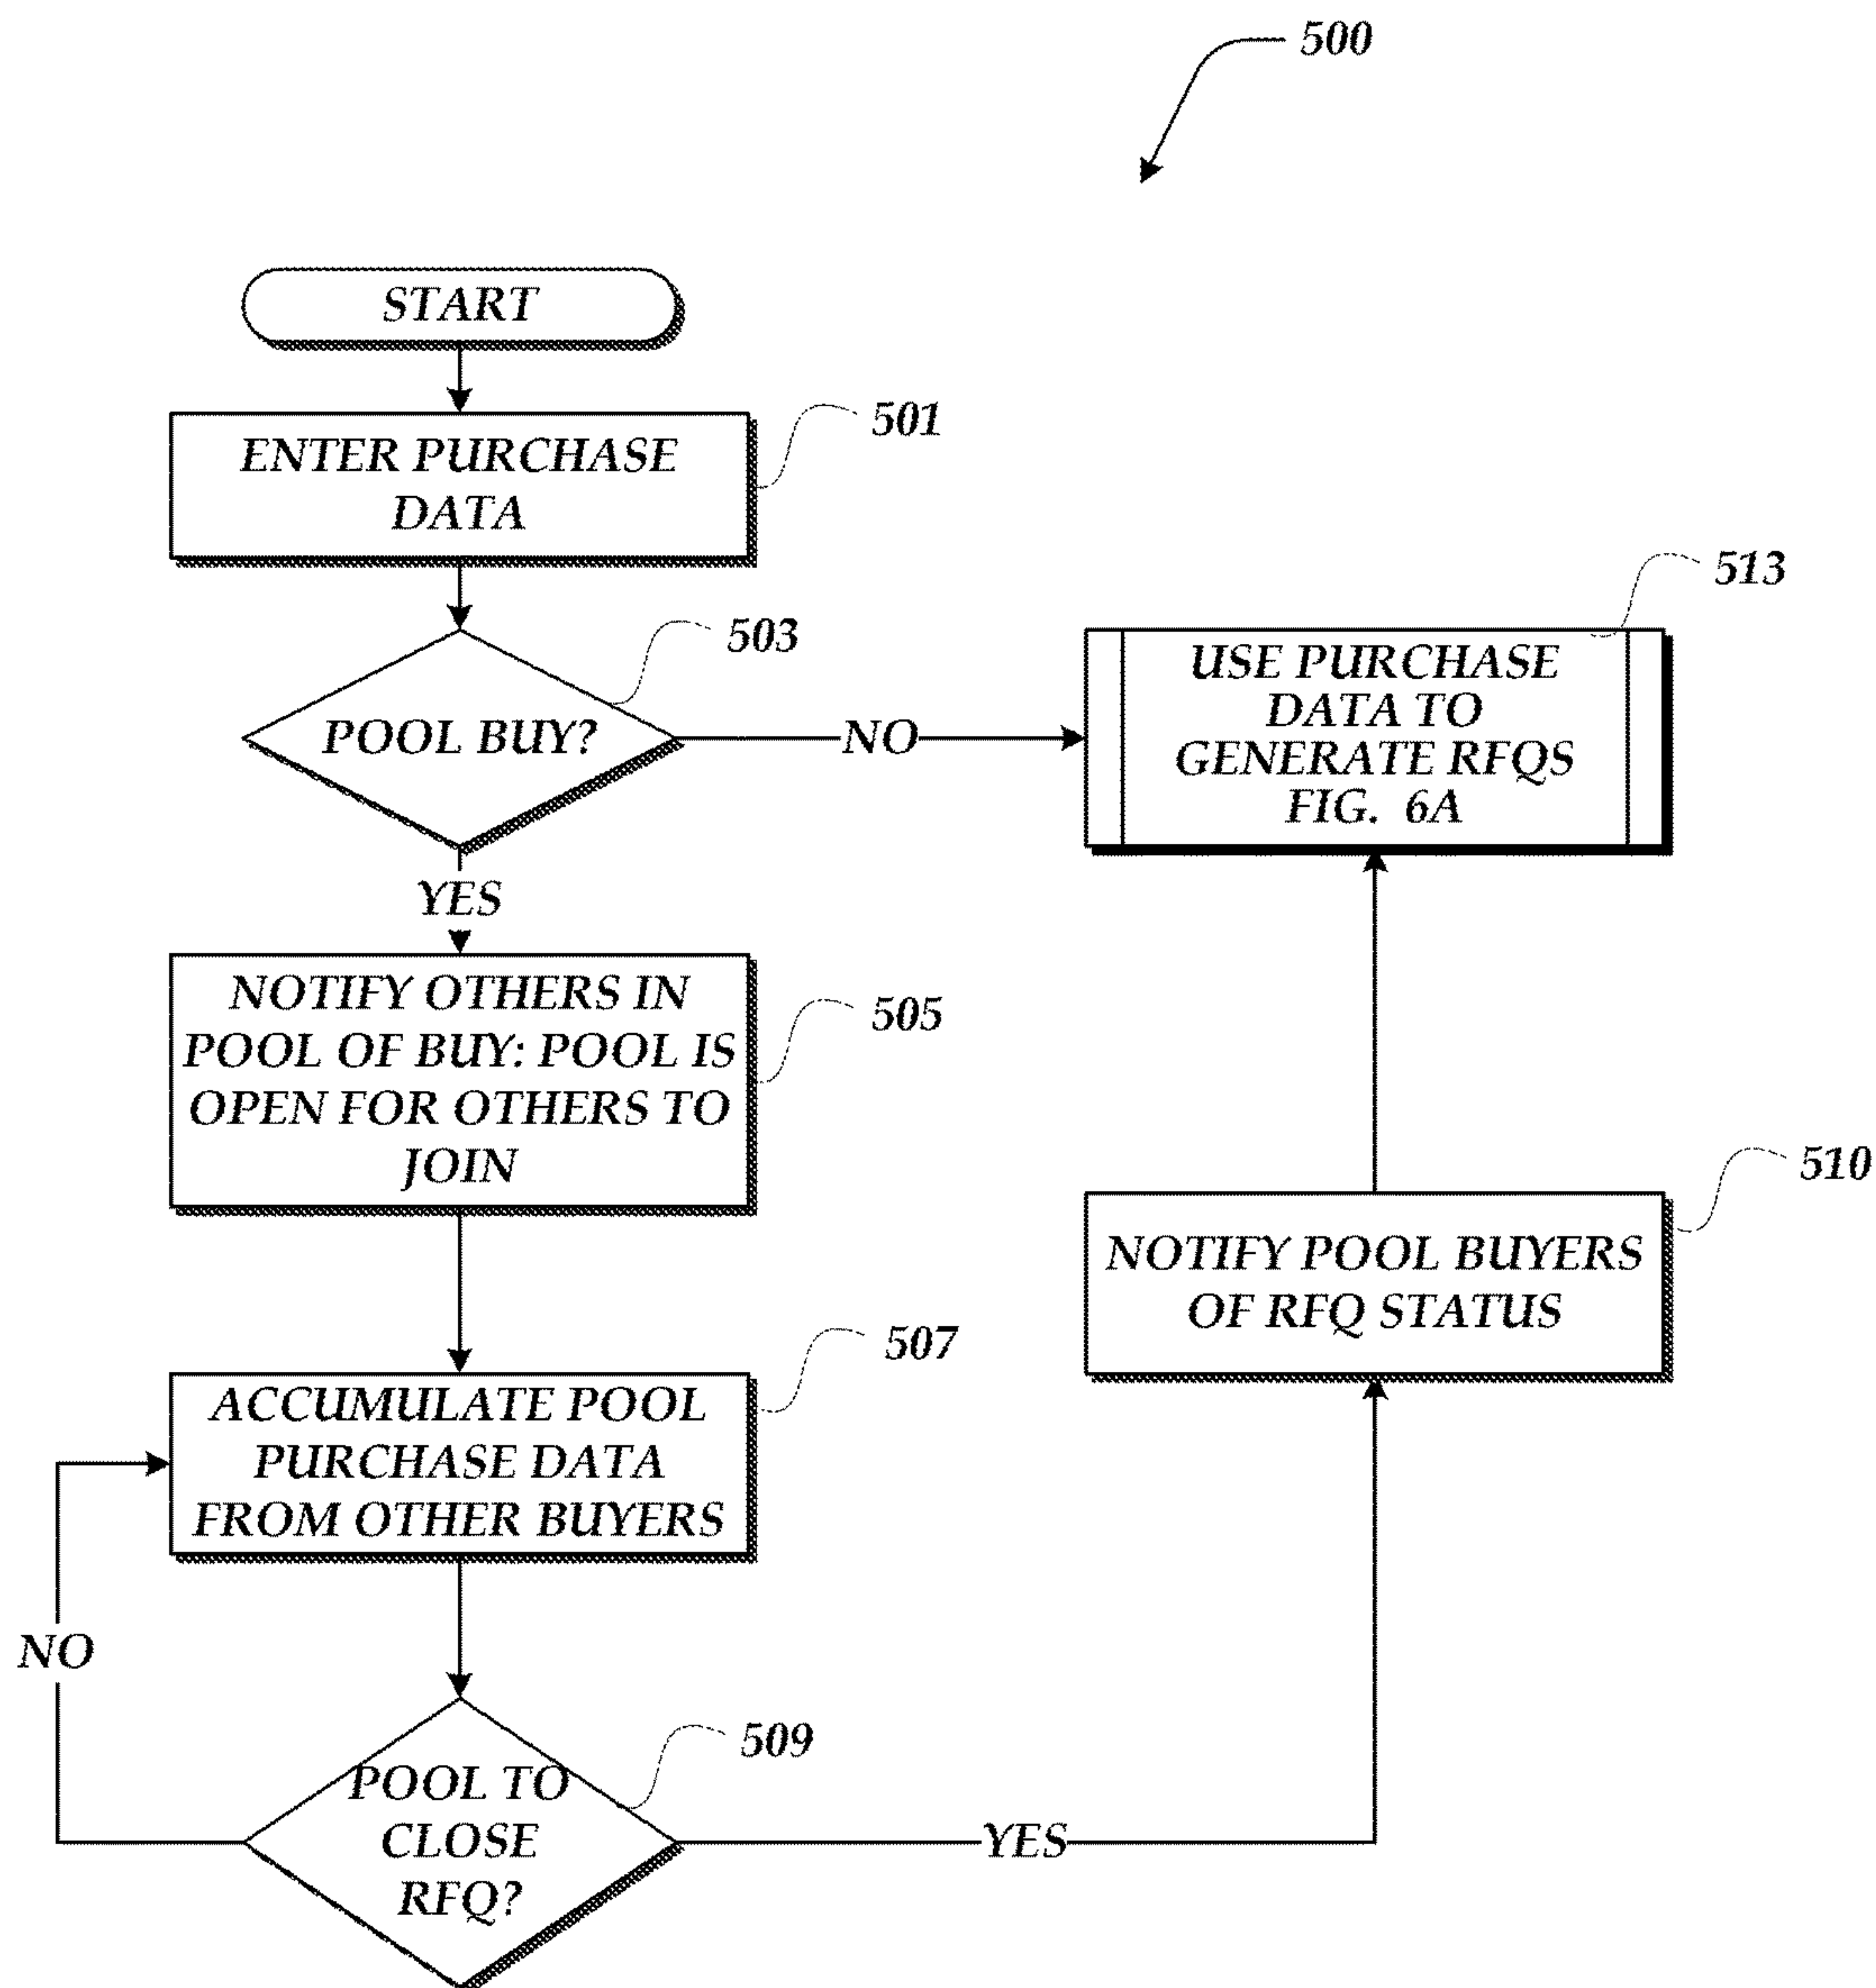 500
START
501
ENTER PURCHASE
DATA
503
POOL BUY?
NO
513
USE PURCHASE
DATA TO
GENERATE RFQS
FIG. 6A
YES
505
NOTIFY OTHERS IN
POOL OF BUY: POOL IS
OPEN FOR OTHERS TO
JOIN
510
NOTIFY POOL BUYERS
OF RFQ STATUS
507
ACCUMULATE POOL
PURCHASE DATA
FROM OTHER BUYERS
NO
509
POOL TO
CLOSE
RFQ?
YES